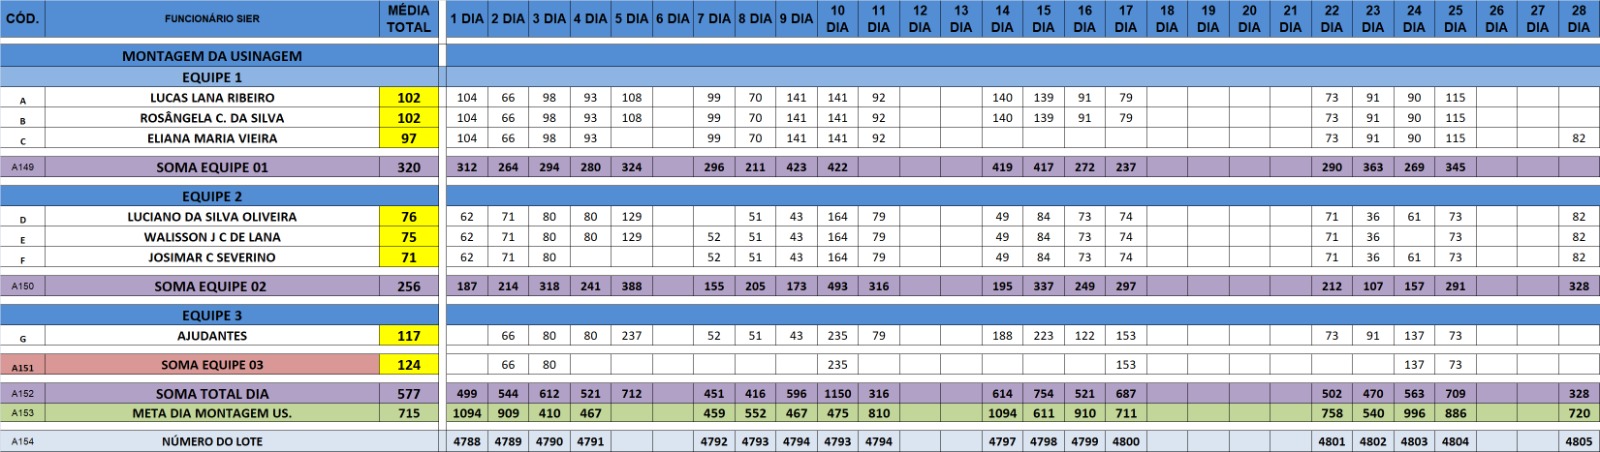 CÓD. FUNCIONÁRIO SIER MÉDIA TOTAL 1 DIA 2 DIA 3 DIA 4 DIA 5 DIA 6 DIA 7 DIA 8 DIA 9 DIA 10 DIA 11 DIA 12 DIA 13 DIA 14 DIA 15 DIA 16 DIA 17 DIA 18 DIA 19 DIA 20 DIA 21 DIA 22 DIA 23 DIA 24 DIA 25 DIA 26 DIA 27 DIA 28 DIA
MONTAGEM DA USINAGEM
EQUIPE 1
A LUCAS LANA RIBEIRO 102 104 66 98 93 108 99 70 141 141 92 140 139 91 79 73 91 90 115
B ROSÂNGELA C. DA SILVA 102 104 66 98 93 108 99 70 141 141 92 140 139 91 79 73 91 90 115
C ELIANA MARIA VIEIRA 97 104 66 98 93 99 70 141 141 92 73 91 90 115 82
A149 SOMA EQUIPE 01 320 312 264 294 280 324 296 211 423 422 419 417 272 237 290 363 269 345
EQUIPE 2
D LUCIANO DA SILVA OLIVEIRA 76 62 71 80 80 129 51 43 164 79 49 84 73 74 71 36 61 73 82
E WALISSON J C DE LANA 75 62 71 80 80 129 52 51 43 164 79 49 84 73 74 71 36 73 82
F JOSIMAR C SEVERINO 71 62 71 80 52 51 43 164 79 49 84 73 74 71 36 61 73 82
A150 SOMA EQUIPE 02 256 187 214 318 241 388 155 205 173 493 316 195 337 249 297 212 107 157 291 328
EQUIPE 3
G AJUDANTES 117 66 80 80 237 52 51 43 235 79 188 223 122 153 73 91 137 73
A151 SOMA EQUIPE 03 124 66 80 235 153 137 73
A152 SOMA TOTAL DIA 577 499 544 612 521 712 451 416 596 1150 316 614 754 521 687 502 470 563 709 328
A153 META DIA MONTAGEM US. 715 1094 909 410 467 459 552 467 475 810 1094 611 910 711 758 540 996 886 720
A154 NÚMERO DO LOTE 4788 4789 4790 4791 4792 4793 4794 4793 4794 4797 4798 4799 4800 4801 4802 4803 4804 4805